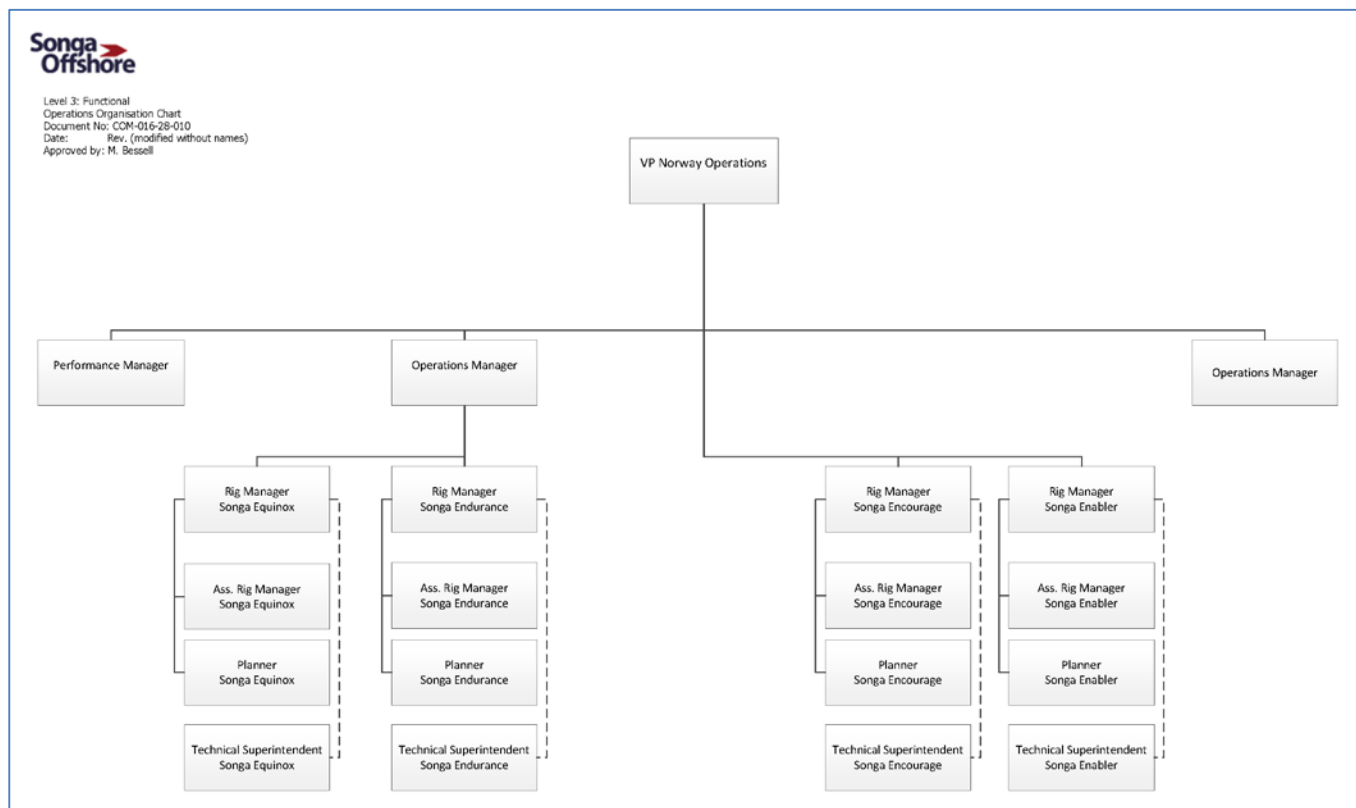 Songa
Offshore
Level 3: Functional
Operations Organisation Chart
Document No: COM-016-28-010
Date: Rev. (modified without names)
Approved by: M. Bessell
VP Norway Operations
Performance Manager
Operations Manager
Operations Manager
Rig Manager
Songa Equinox
Rig Manager
Songa Endurance
Rig Manager
Songa Encourage
Rig Manager
Songa Enabler
Ass. Rig Manager
Songa Equinox
Ass. Rig Manager
Songa Endurance
Ass. Rig Manager
Songa Encourage
Ass. Rig Manager
Songa Enabler
Planner
Songa Equinox
Planner
Songa Endurance
Planner
Songa Encourage
Planner
Songa Enabler
Technical Superintendent
Songa Equinox
Technical Superintendent
Songa Endurance
Technical Superintendent
Songa Encourage
Technical Superintendent
Songa Enabler